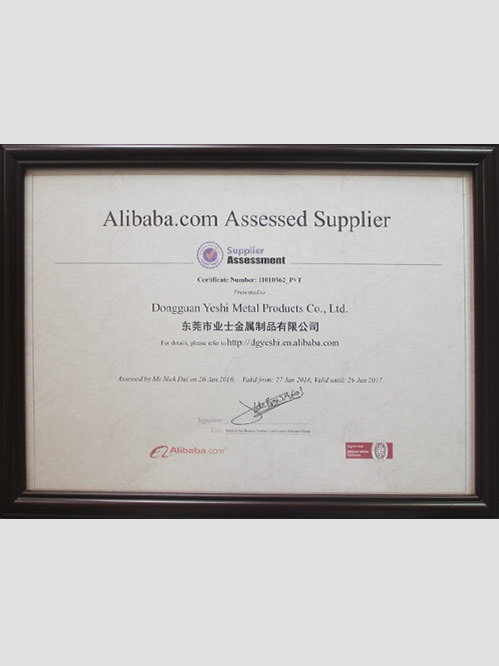 Alibaba.com Assessed Supplier
Supplier
Assessment
Certificate Number: 11010562_P+T
Presented to
Dongguan Yeshi Metal Products Co., Ltd.
东莞市业士金属制品有限公司
For details, please refer to http://dgyeshi.en.alibaba.com
Assessed by Mr. Nick Dai on 16 Jan 2016. Valid from: 27 Jan 2016, Valid until: 26 Jan 2017.
Signature:
Title:
Alibaba.com